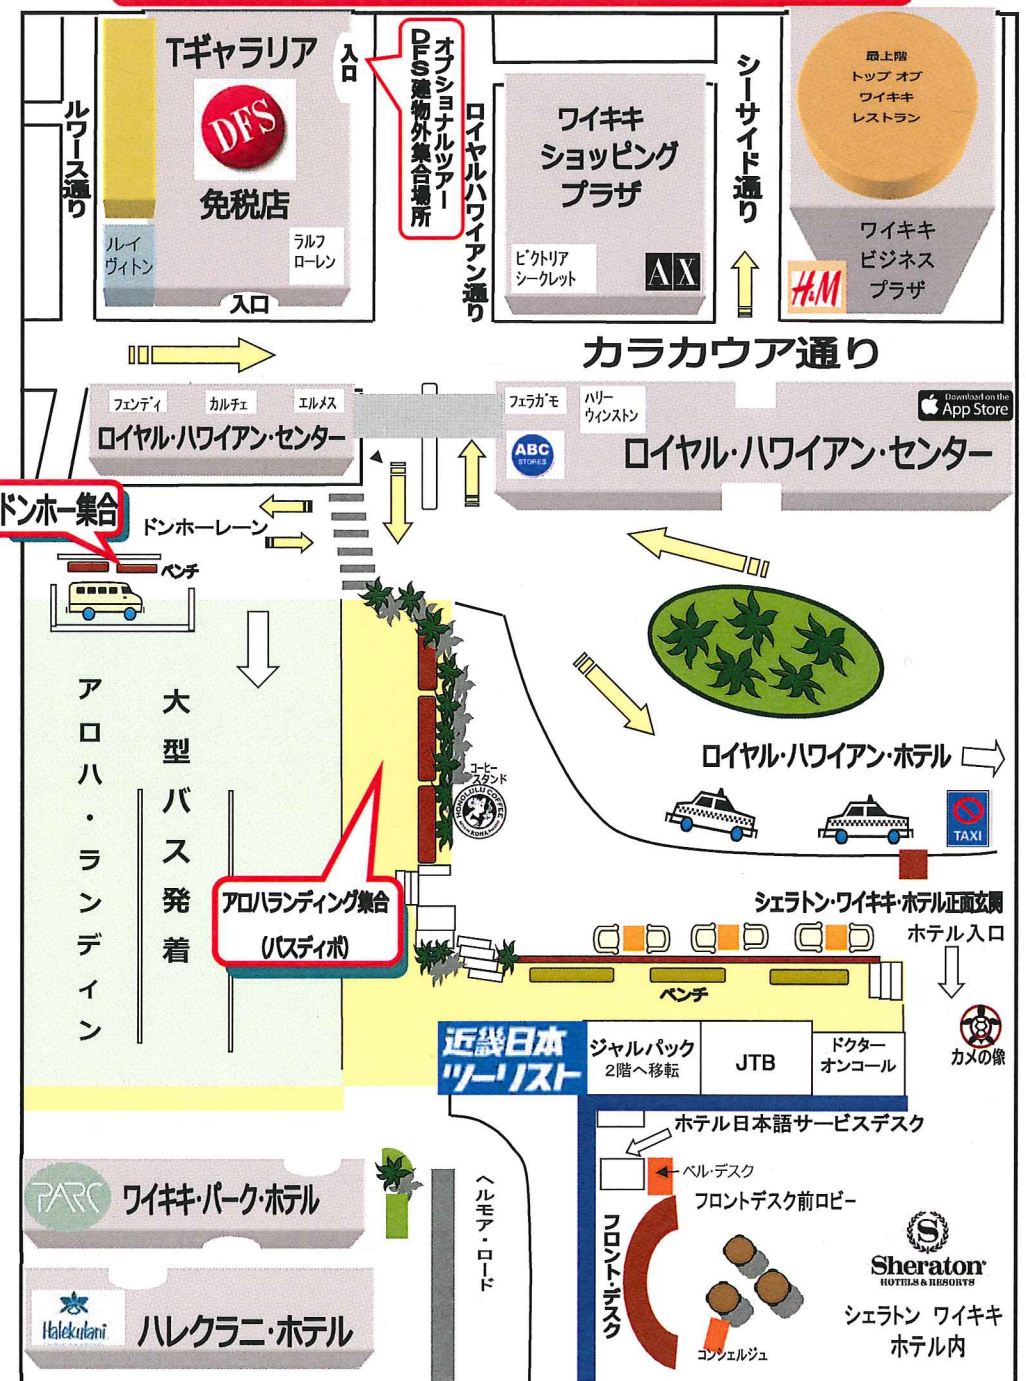 Tギャラリア
入口
DFS
免税店
ルイ
ヴィトン
ラルフ
ローレン
入口
ルワース通り
オプショナルツアー
DFS建物外集合場所
ロイヤルハワイアン通り
ワイキキ
ショッピング
プラザ
ビクトリア
シークレット
A X
シーサイド通り
最上階
トップ オブ
ワイキキ
レストラン
ワイキキ
ビジネス
プラザ
H&M
カラカウア通り
フェンディ
カルチェ
エルメス
ロイヤル・ハワイアン・センター
フェラガモ
ハリー
ウィンストン
ABC
STORES
Download on the
App Store
ロイヤル・ハワイアン・センター
ドンホー集合
ドンホーレーン
ベンチ
アロハ・ランディン
大型バス発着
コーヒー
スタンド
HONOLULU COFFEE
KONA
ロイヤル・ハワイアン・ホテル
TAXI
アロハランディング集合
(バスディポ)
シェラトン・ワイキキ・ホテル正面玄関
ホテル入口
ベンチ
カメの像
近畿日本
ツーリスト
ジャルパック
2階へ移転
JTB
ドクター
オンコール
ホテル日本語サービスデスク
ベル・デスク
フロントデスク前ロビー
フロント・デスク
コンシェルジュ
S
Sheraton
HOTELS & RESORTS
シェラトン ワイキキ
ホテル内
PARC
ワイキキ・パーク・ホテル
ヘルモア・ロード
Halekulani
ハレクラニ・ホテル